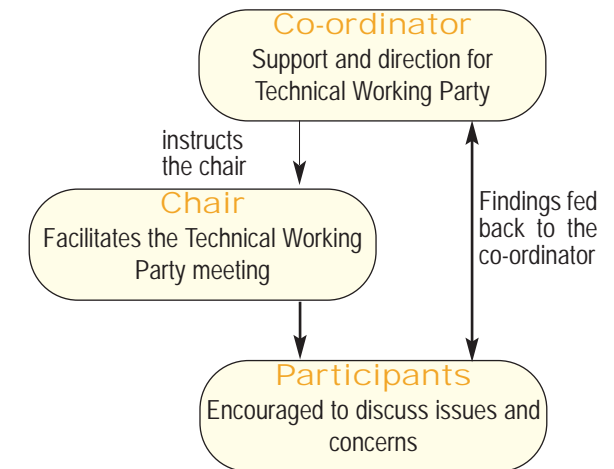 Co-ordinator
Support and direction for
Technical Working Party
instructs
the chair
Chair
Facilitates the Technical Working
Party meeting
Findings fed
back to the
co-ordinator
Participants
Encouraged to discuss issues and
concerns